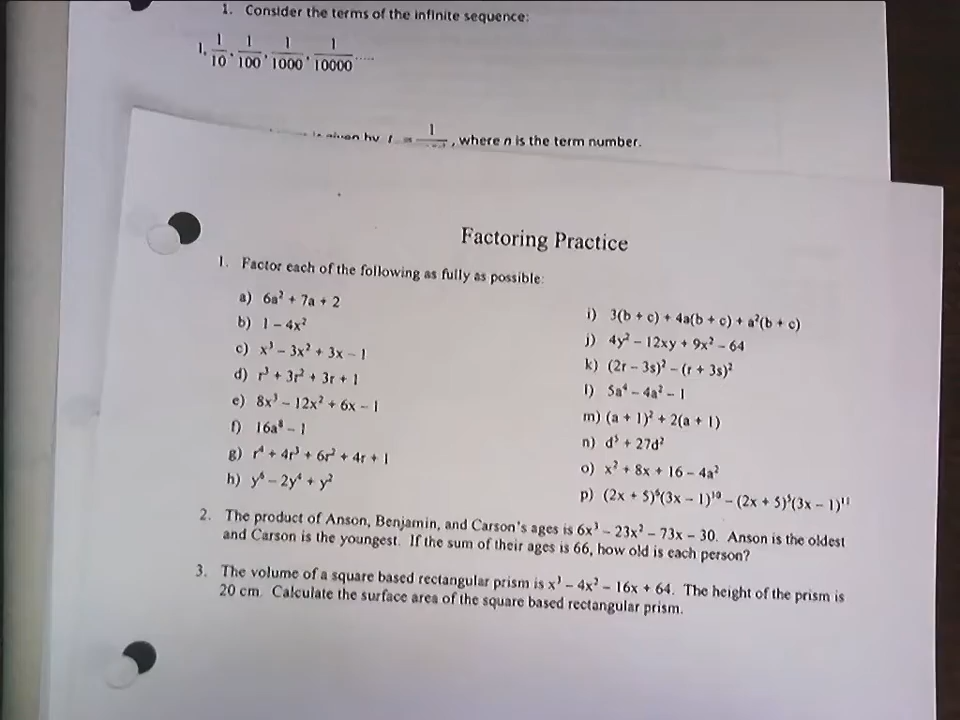 1. Consider the terms of the infinite sequence:
1, 1/10, 1/100, 1/1000, 1/10000 .....
given by t = 1/, where n is the term number.
Factoring Practice
1. Factor each of the following as fully as possible:
a) 6a² + 7a + 2
b) 1 – 4x²
c) x³ – 3x² + 3x – 1
d) r³ + 3r² + 3r + 1
e) 8x³ – 12x² + 6x – 1
f) 16a⁸ – 1
g) r⁴ + 4r³ + 6r² + 4r + 1
h) y⁶ – 2y⁴ + y²
i) 3(b + c) + 4a(b + c) + a²(b + c)
j) 4y² – 12xy + 9x² – 64
k) (2r – 3s)² – (r + 3s)²
l) 5a⁴ – 4a² – 1
m) (a + 1)² + 2(a + 1)
n) d⁵ + 27d²
o) x² + 8x + 16 – 4a²
p) (2x + 5)⁶(3x – 1)¹⁰ – (2x + 5)⁵(3x – 1)¹¹
2. The product of Anson, Benjamin, and Carson's ages is 6x³ – 23x² – 73x – 30. Anson is the oldest
and Carson is the youngest. If the sum of their ages is 66, how old is each person?
3. The volume of a square based rectangular prism is x³ – 4x² – 16x + 64. The height of the prism is
20 cm. Calculate the surface area of the square based rectangular prism.